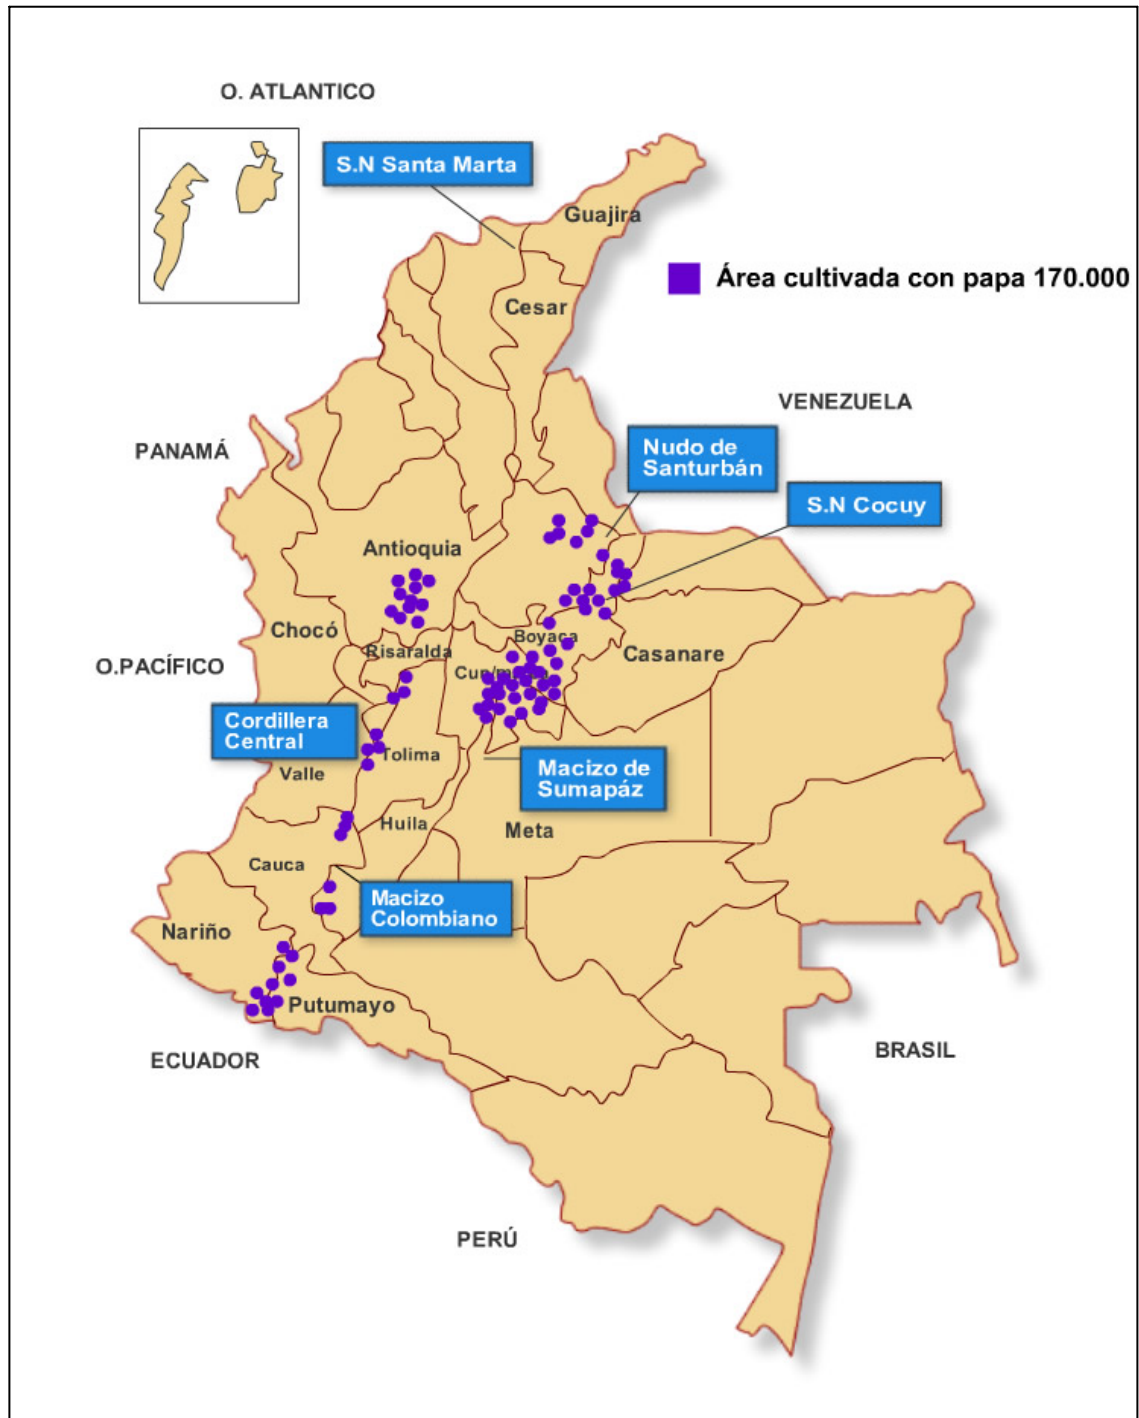 O. ATLANTICO
S.N Santa Marta
Guajira
Área cultivada con papa 170.000
Cesar
VENEZUELA
PANAMÁ
Nudo de
Santurbán
S.N Cocuy
Antioquia
Chocó
Boyaca
Risaralda
Casanare
O.PACÍFICO
Cordillera
Central
Tolima
Valle
Macizo de
Sumapáz
Huila
Meta
Cauca
Macizo
Colombiano
Nariño
Putumayo
ECUADOR
BRASIL
PERÚ